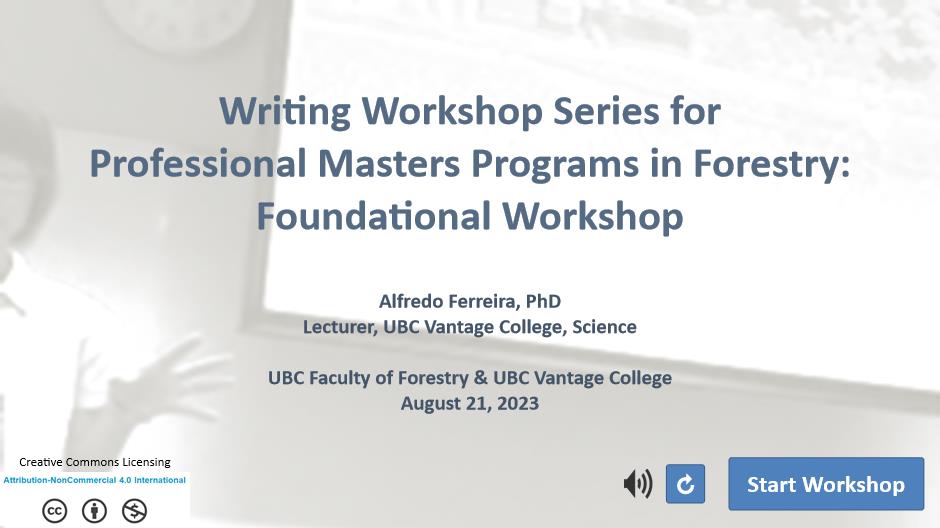 Writing Workshop Series for
Professional Masters Programs in Forestry:
Foundational Workshop
Alfredo Ferreira, PhD
Lecturer, UBC Vantage College, Science
UBC Faculty of Forestry & UBC Vantage College
August 21, 2023
Creative Commons Licensing
Attribution-NonCommercial 4.0 International
cc
Start Workshop